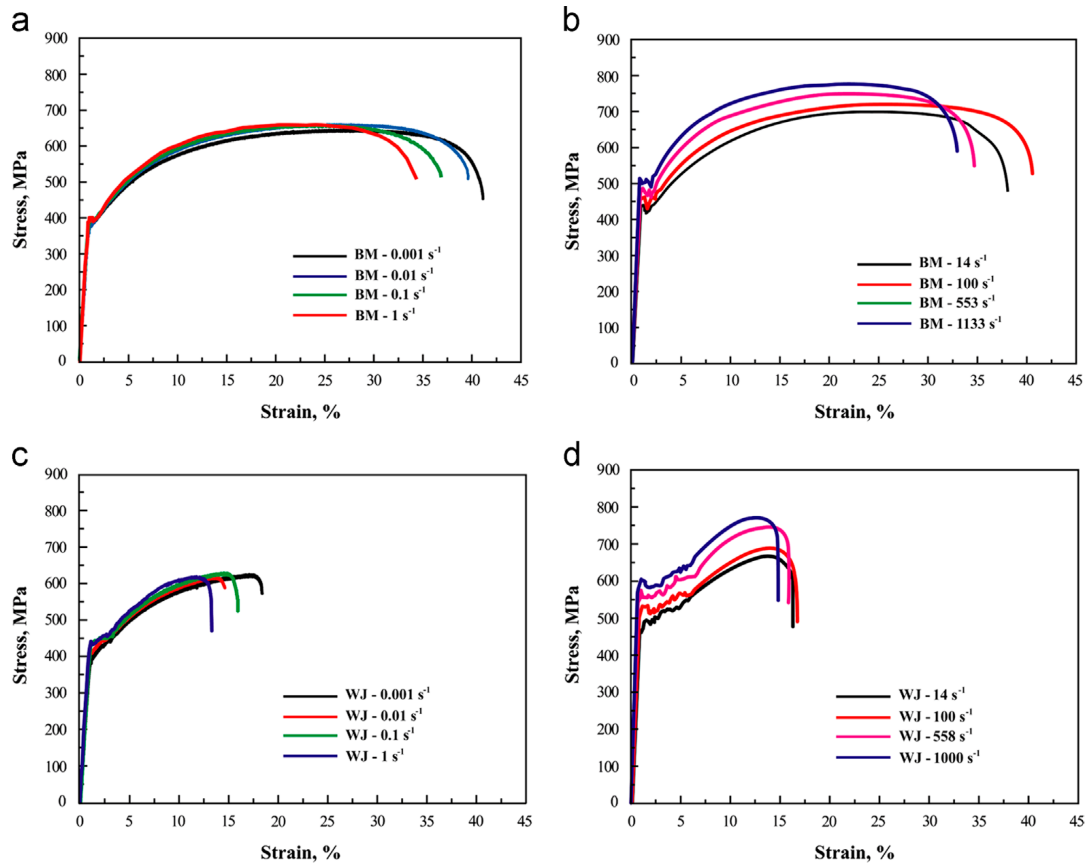 a
900
800
700
600
500
400
300
200
100
0
Stress, MPa
BM - 0.001 s-1
BM - 0.01 s-1
BM - 0.1 s-1
BM - 1 s-1
0 5 10 15 20 25 30 35 40 45
Strain, %
b
900
800
700
600
500
400
300
200
100
0
Stress, MPa
BM - 14 s-1
BM - 100 s-1
BM - 553 s-1
BM - 1133 s-1
0 5 10 15 20 25 30 35 40 45
Strain, %
c
900
800
700
600
500
400
300
200
100
0
Stress, MPa
WJ - 0.001 s-1
WJ - 0.01 s-1
WJ - 0.1 s-1
WJ - 1 s-1
0 5 10 15 20 25 30 35 40 45
Strain, %
d
900
800
700
600
500
400
300
200
100
0
Stress, MPa
WJ - 14 s-1
WJ - 100 s-1
WJ - 558 s-1
WJ - 1000 s-1
0 5 10 15 20 25 30 35 40 45
Strain, %